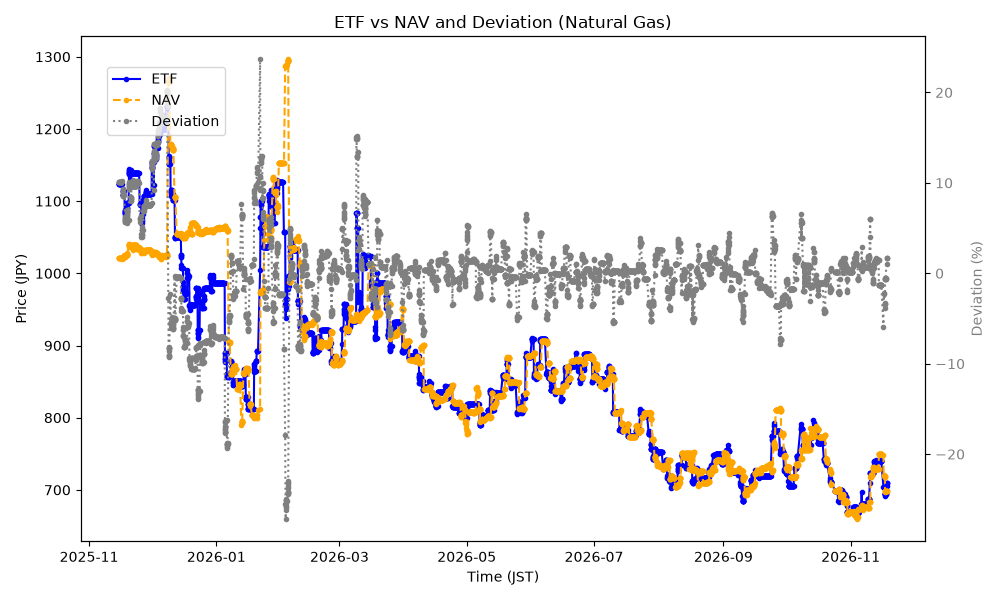 ETF vs NAV and Deviation (Natural Gas)
1300
1200
1100
1000
900
800
700
Price (JPY)
ETF
NAV
Deviation
20
10
0
−10
−20
Deviation (%)
2025-11
2026-01
2026-03
2026-05
2026-07
2026-09
2026-11
Time (JST)